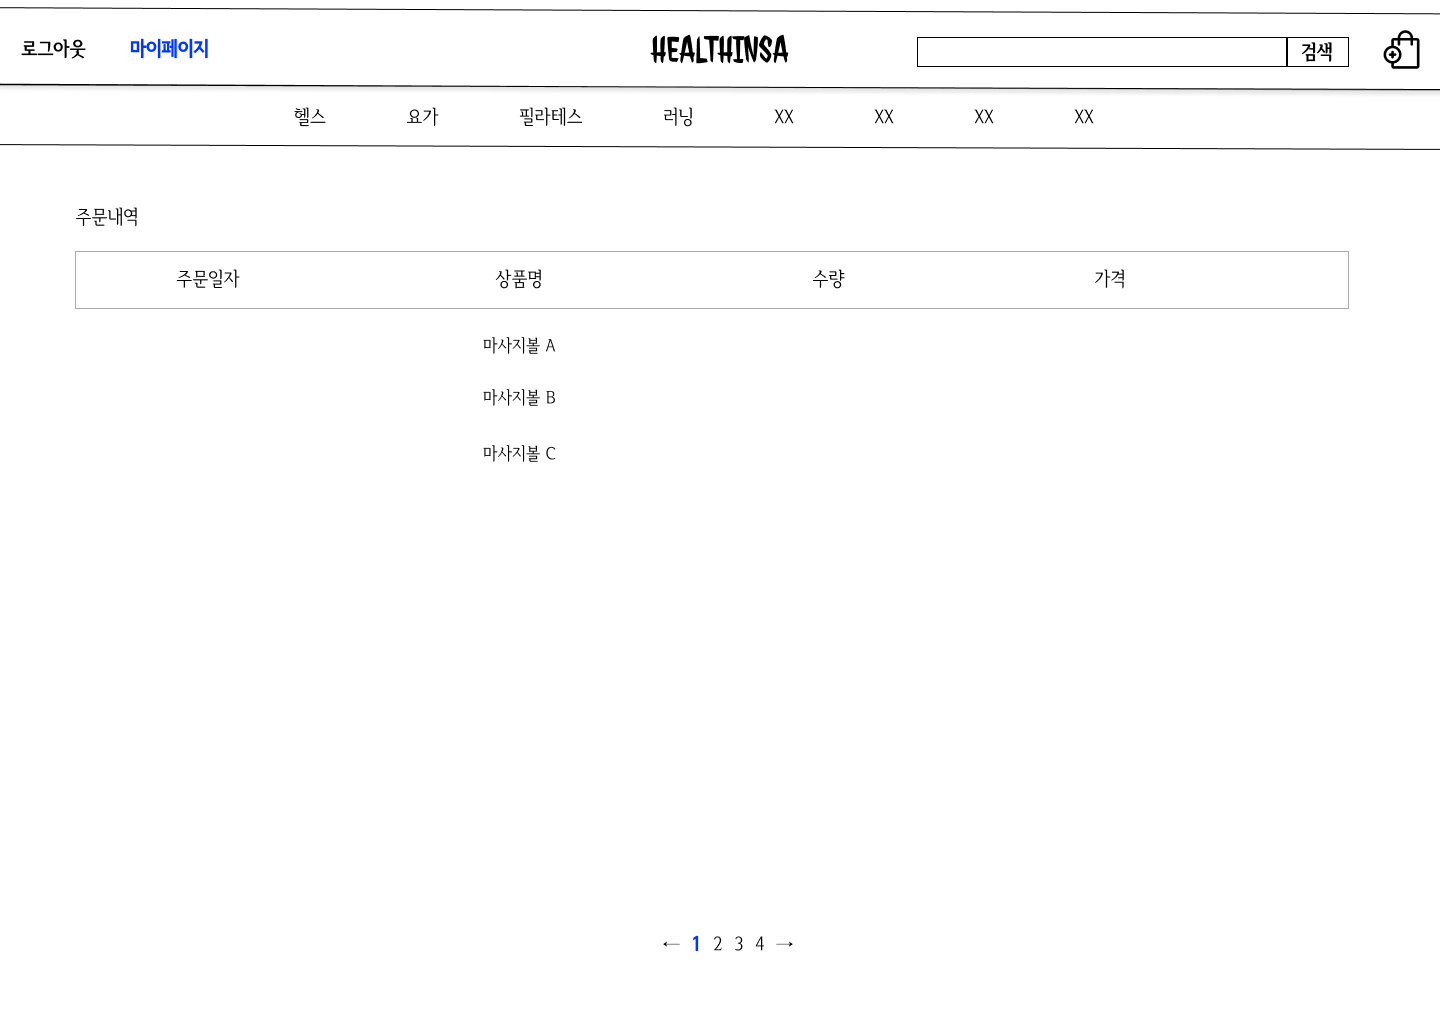 로그아웃 마이페이지 HEALTHINSA 검색
헬스 요가 필라테스 러닝 XX XX XX XX
주문내역
주문일자 상품명 수량 가격
마사지볼 A
마사지볼 B
마사지볼 C
← 1 2 3 4 →